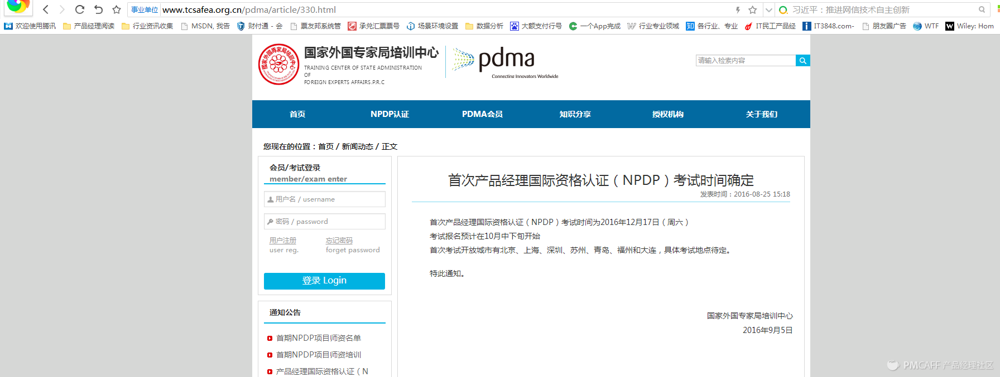 事业单位 www.tcsafea.org.cn/pdma/article/330.html 习近平：推进网信技术自主创新
欢迎使用腾讯 产品经理阅读 行业资讯收集 MSDN, 我告 财付通 - 会 票友邦系统管 承兑汇票票号 场景环境设置 数据分析 大额支付行号 一个App完成 行业专业领域 各行业、专业 IT民工产品经 IT3848.com- 朋友圈广告 WTF Wiley: Hom
国家外国专家局培训中心
TRAINING CENTER OF STATE ADMINISTRATION
OF
FOREIGN EXPERTS AFFAIRS.P.R.C
pdma
Connecting Innovators Worldwide
请输入检索内容
首页 NPDP认证 PDMA会员 知识分享 授权机构 关于我们
您现在的位置：首页 / 新闻动态 / 正文
会员/考试登录
member/exam enter
用户名 / username
密码 / password
用户注册 忘记密码
user reg. forget password
登录 Login
通知公告
首期NPDP项目师资名单
首期NPDP项目师资培训
产品经理国际资格认证（N
首次产品经理国际资格认证（NPDP）考试时间确定
发表时间：2016-08-25 15:18
首次产品经理国际资格认证（NPDP）考试时间为2016年12月17日（周六）
考试报名预计在10月中下旬开始
首次考试开放城市有北京、上海、深圳、苏州、青岛、福州和大连，具体考试地点待定。
特此通知。
国家外国专家局培训中心
2016年9月5日
PMCAFF 产品经理社区